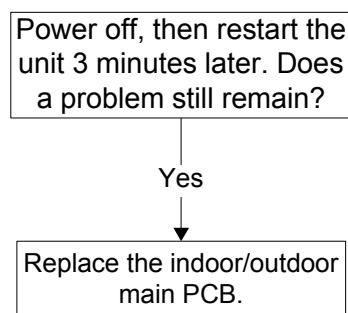 Power off, then restart the
unit 3 minutes later. Does
a problem still remain?
Yes
Replace the indoor/outdoor
main PCB.